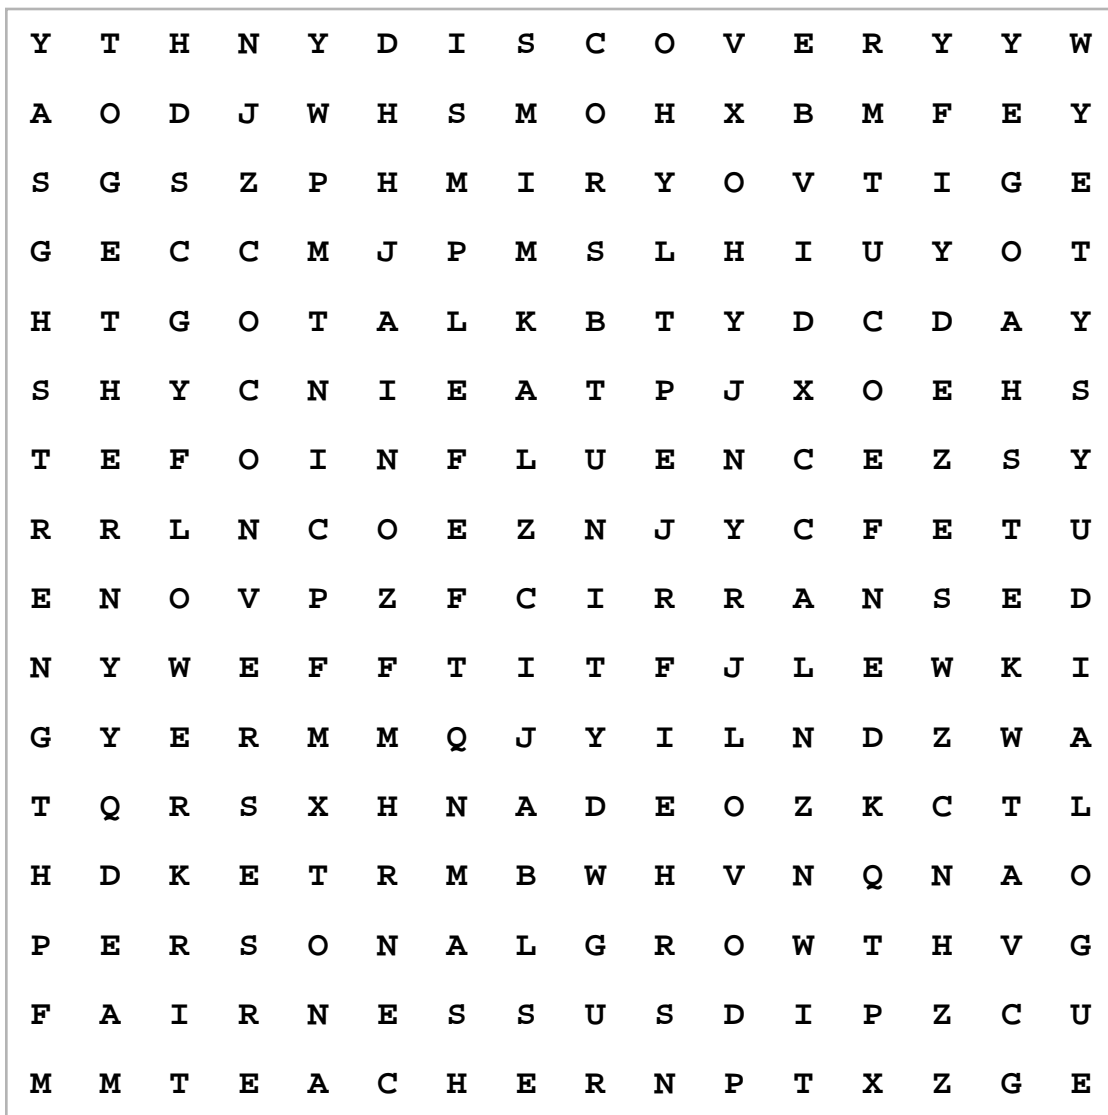 Y T H N Y D I S C O V E R Y Y W
A O D J W H S M O H X B M F E Y
S G S Z P H M I R Y O V T I G E
G E C C M J P M S L H I U Y O T
H T G O T A L K B T Y D C D A Y
S H Y C N I E A T P J X O E H S
T E F O I N F L U E N C E Z S Y
R R L N C O E Z N J Y C F E T U
E N O V P Z F C I R R A N S E D
N Y W E F F T I T F J L E W K I
G Y E R M M Q J Y I L N D Z W A
T Q R S X H N A D E O Z K C T L
H D K E T R M B W H V N Q N A O
P E R S O N A L G R O W T H V G
F A I R N E S S U S D I P Z C U
M M T E A C H E R N P T X Z G E